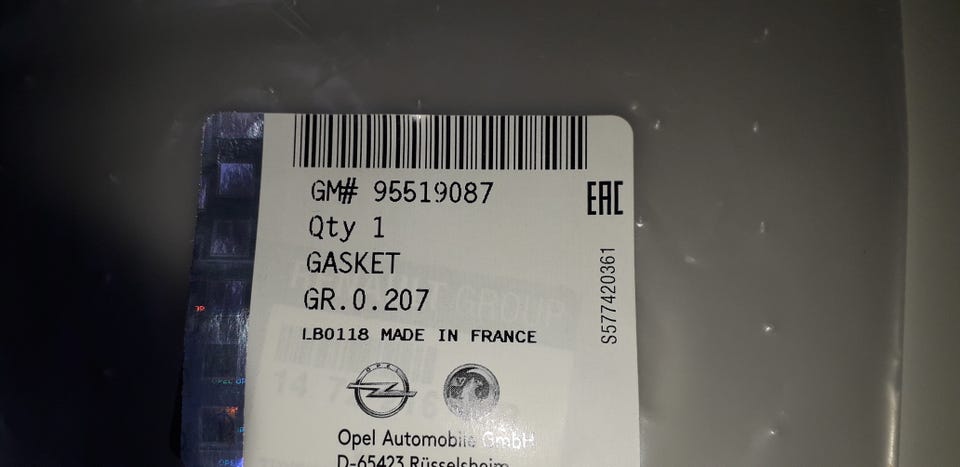 GM# 95519087
EAC
Qty 1
GASKET
GR.0.207
S577420361
LB0118 MADE IN FRANCE
OPEL
Opel Automobile GmbH
D-65423 Rüsselsheim